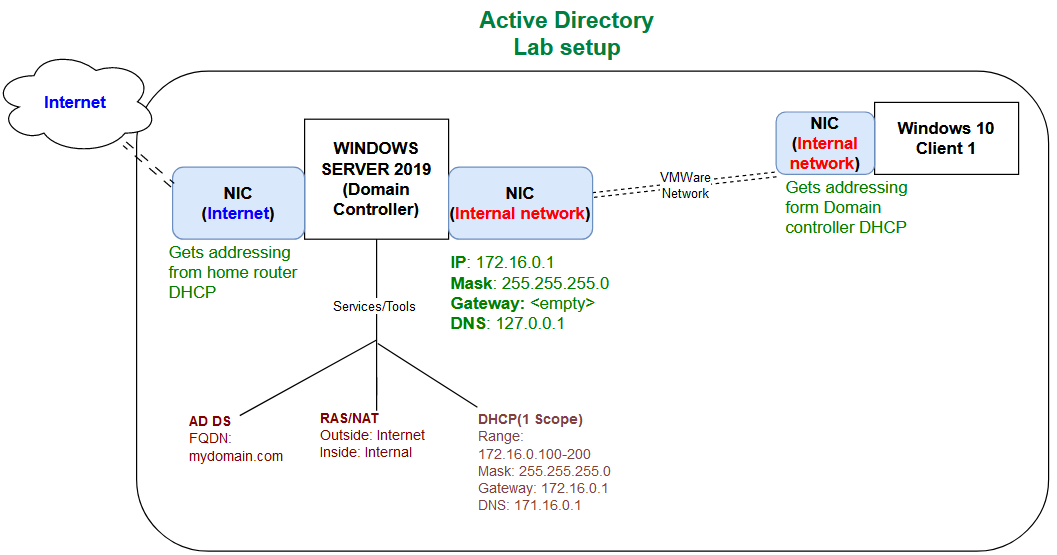 Active Directory
Lab setup
Internet
NIC
(Internet)
Gets addressing
from home router
DHCP
WINDOWS
SERVER 2019
(Domain
Controller)
NIC
(Internal network)
IP: 172.16.0.1
Mask: 255.255.255.0
Gateway: <empty>
DNS: 127.0.0.1
VMWare
Network
NIC
(Internal
network)
Windows 10
Client 1
Gets addressing
form Domain
controller DHCP
Services/Tools
AD DS
FQDN:
mydomain.com
RAS/NAT
Outside: Internet
Inside: Internal
DHCP(1 Scope)
Range:
172.16.0.100-200
Mask: 255.255.255.0
Gateway: 172.16.0.1
DNS: 171.16.0.1